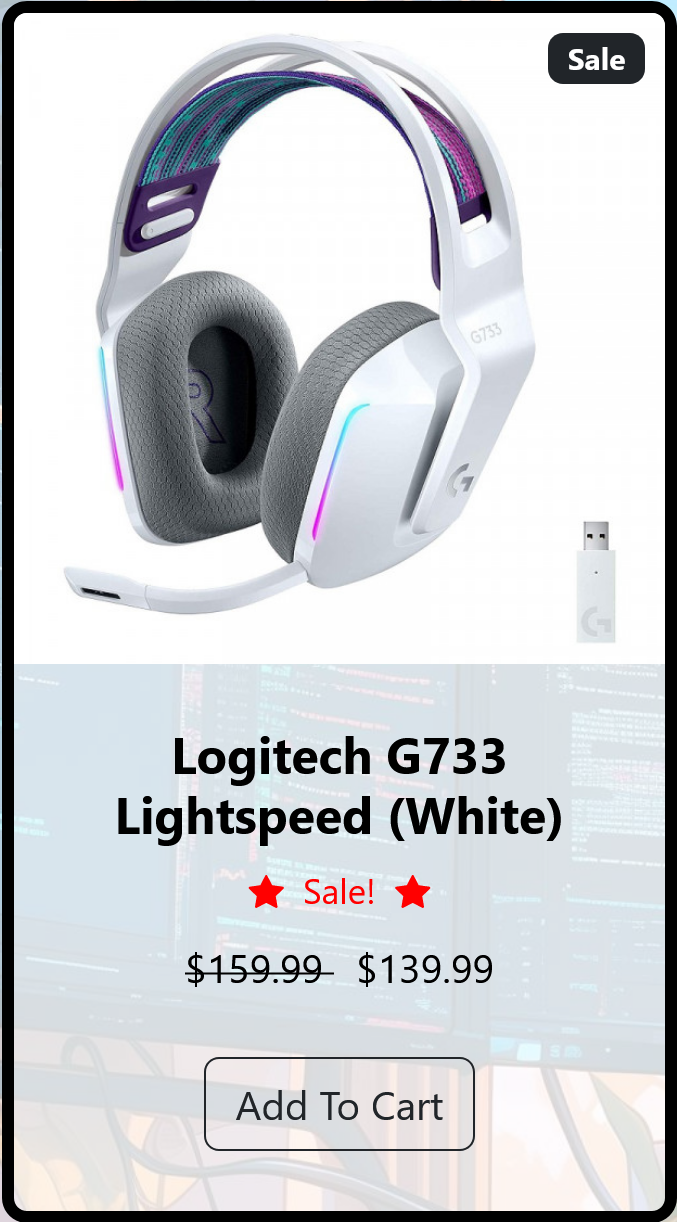 Sale
G733
R
Logitech G733
Lightspeed (White)
Sale!
$159.99 $139.99
Add To Cart